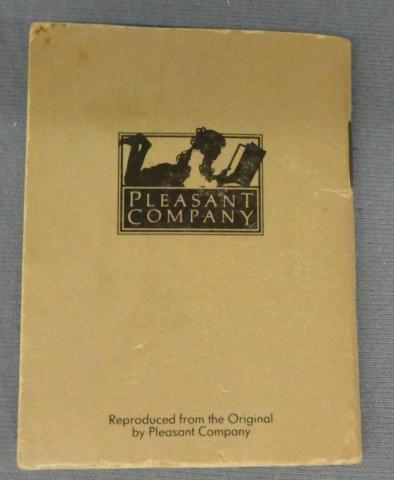 PLEASANT
COMPANY
Reproduced from the Original
by Pleasant Company